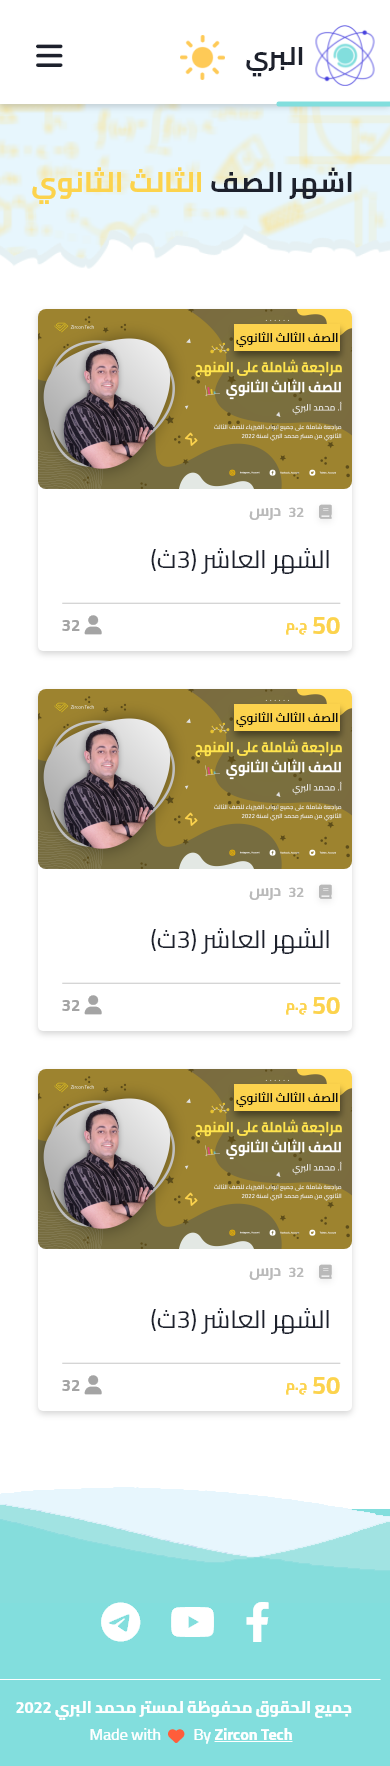 البري
اشهر الصف الثالث الثانوي
ZirconTech
الصف الثالث الثانوي
مراجعة شاملة على المنهج
للصف الثالث الثانوي
أ. محمد البري
مراجعة شاملة على جميع ابواب الفيزياء للصف الثالث
الثانوي من مستر محمد البري لسنة 2022
32 درس
الشهر العاشر (3ث)
50 ج.م
32
ZirconTech
الصف الثالث الثانوي
مراجعة شاملة على المنهج
للصف الثالث الثانوي
أ. محمد البري
مراجعة شاملة على جميع ابواب الفيزياء للصف الثالث
الثانوي من مستر محمد البري لسنة 2022
32 درس
الشهر العاشر (3ث)
50 ج.م
32
ZirconTech
الصف الثالث الثانوي
مراجعة شاملة على المنهج
للصف الثالث الثانوي
أ. محمد البري
مراجعة شاملة على جميع ابواب الفيزياء للصف الثالث
الثانوي من مستر محمد البري لسنة 2022
32 درس
الشهر العاشر (3ث)
50 ج.م
32
جميع الحقوق محفوظة لمستر محمد البري 2022
Made with ❤ By Zircon Tech